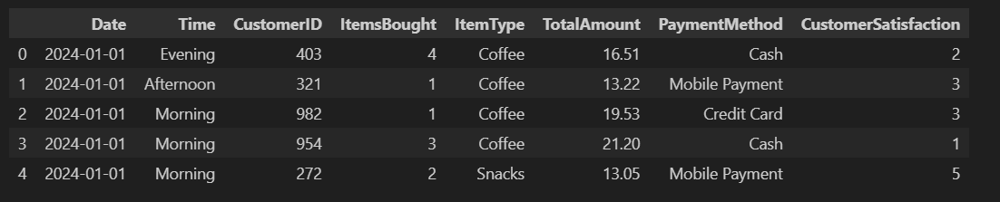 Date Time CustomerID ItemsBought ItemType TotalAmount PaymentMethod CustomerSatisfaction
0 2024-01-01 Evening 403 4 Coffee 16.51 Cash 2
1 2024-01-01 Afternoon 321 1 Coffee 13.22 Mobile Payment 3
2 2024-01-01 Morning 982 1 Coffee 19.53 Credit Card 3
3 2024-01-01 Morning 954 3 Coffee 21.20 Cash 1
4 2024-01-01 Morning 272 2 Snacks 13.05 Mobile Payment 5